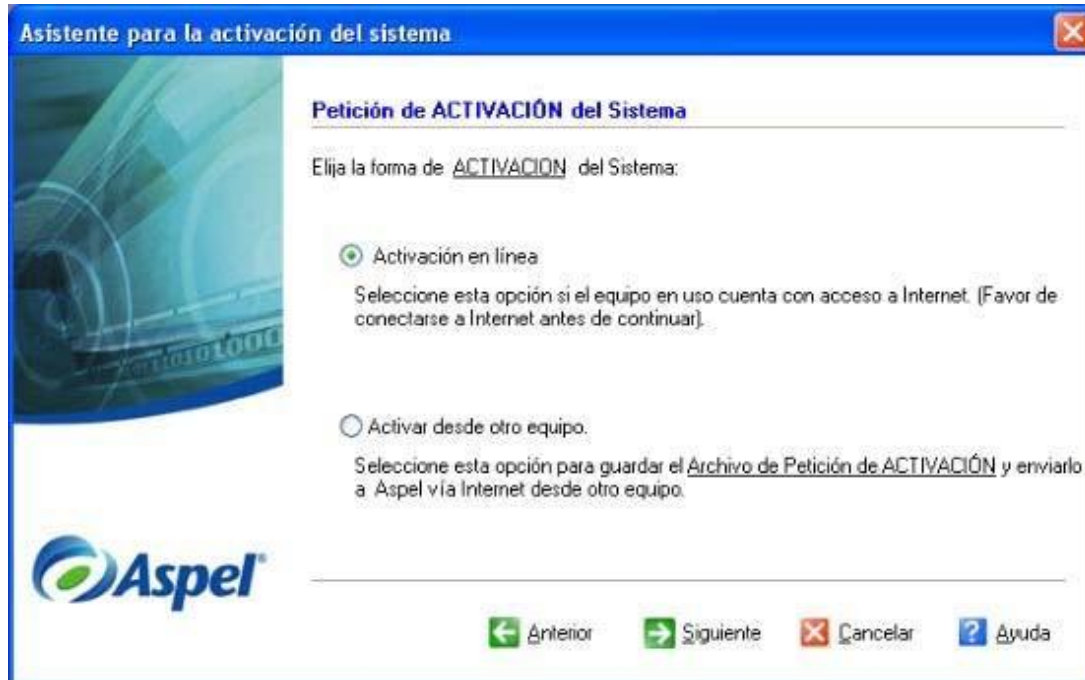 Asistente para la activación del sistema
Petición de ACTIVACIÓN del Sistema
Elija la forma de ACTIVACION del Sistema:
Activación en línea
Seleccione esta opción si el equipo en uso cuenta con acceso a Internet. (Favor de
conectarse a Internet antes de continuar).
Activar desde otro equipo.
Seleccione esta opción para guardar el Archivo de Petición de ACTIVACIÓN y enviarlo
a Aspel vía Internet desde otro equipo.
Aspel
Anterior Siguiente Cancelar Ayuda